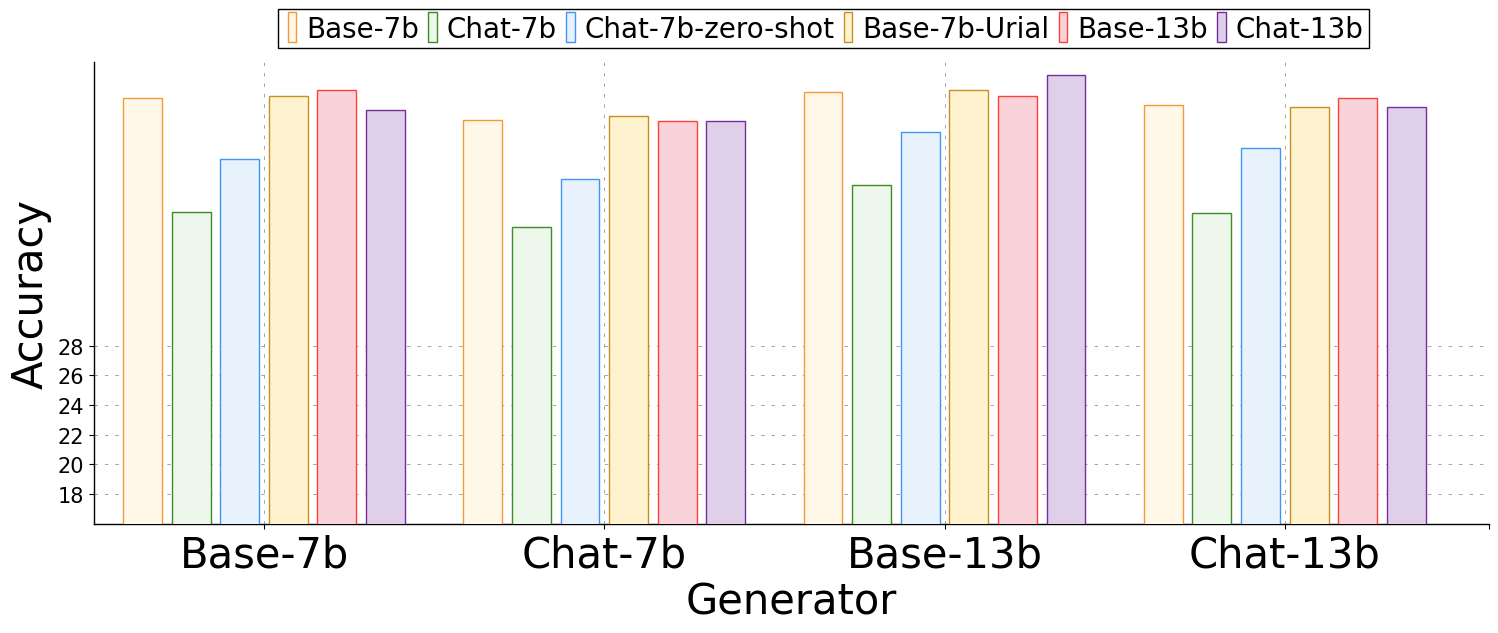 Base-7b Chat-7b Chat-7b-zero-shot Base-7b-Urial Base-13b Chat-13b
Accuracy
28
26
24
22
20
18
Base-7b Chat-7b Base-13b Chat-13b
Generator